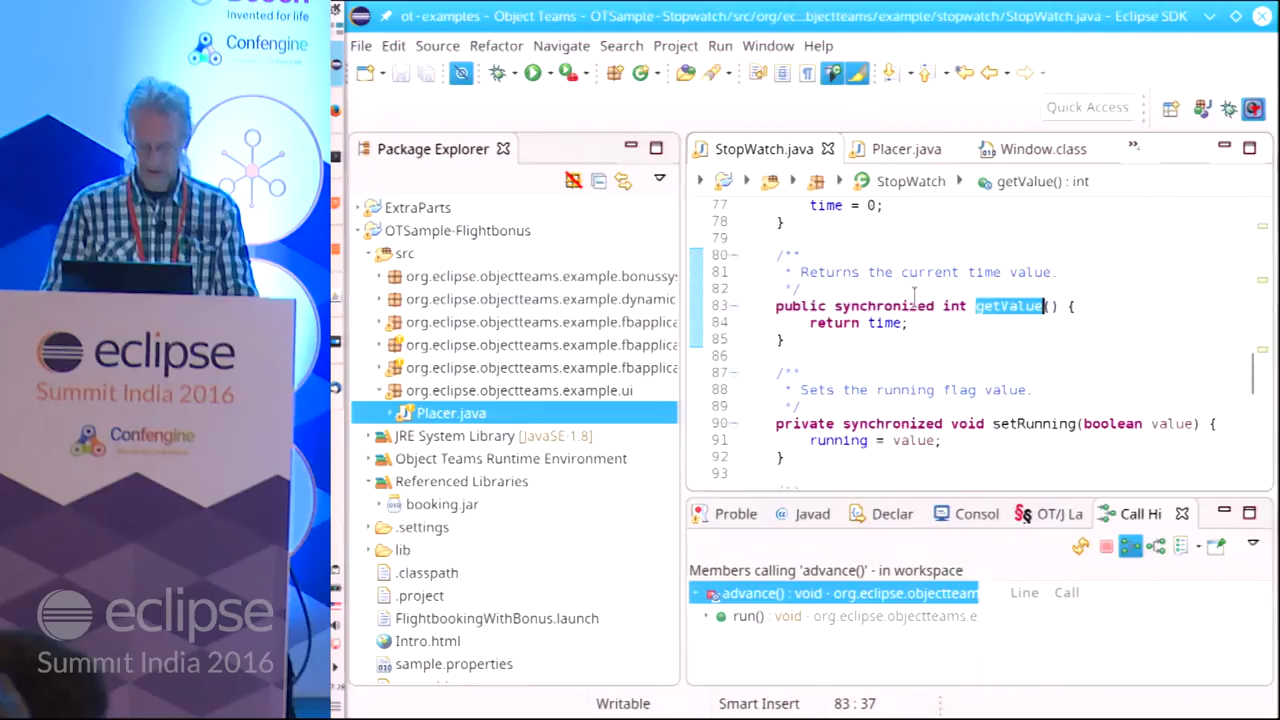 Invented for life
Confengine
eclipse
Summit India 2016
Confengine
eclipse
Summit India 2016
ot-examples - Object Teams - OTSample-Stopwatch/src/org/ec...bjectteams/example/stopwatch/StopWatch.java - Eclipse SDK
File Edit Source Refactor Navigate Search Project Run Window Help
Quick Access
Package Explorer
ExtraParts
OTSample-Flightbonus
src
org.eclipse.objectteams.example.bonussy
org.eclipse.objectteams.example.dynamic
org.eclipse.objectteams.example.fbapplica
org.eclipse.objectteams.example.fbapplica
org.eclipse.objectteams.example.fbapplica
org.eclipse.objectteams.example.ui
Placer.java
JRE System Library [JavaSE-1.8]
Object Teams Runtime Environment
Referenced Libraries
booking.jar
.settings
lib
.classpath
.project
FlightbookingWithBonus.launch
Intro.html
sample.properties
StopWatch.java Placer.java Window.class
StopWatch getValue() : int
77 time = 0;
78 }
79
80 /**
81 * Returns the current time value.
82 */
83 public synchronized int getValue() {
84 return time;
85 }
86
87 /**
88 * Sets the running flag value.
89 */
90 private synchronized void setRunning(boolean value) {
91 running = value;
92 }
93
Proble Javad Declar Consol OT/J La Call Hi
Members calling 'advance()' - in workspace
advance() : void - org.eclipse.objectteam
run() : void - org.eclipse.objectteams.e
Line Call
Writable Smart Insert 83 : 37